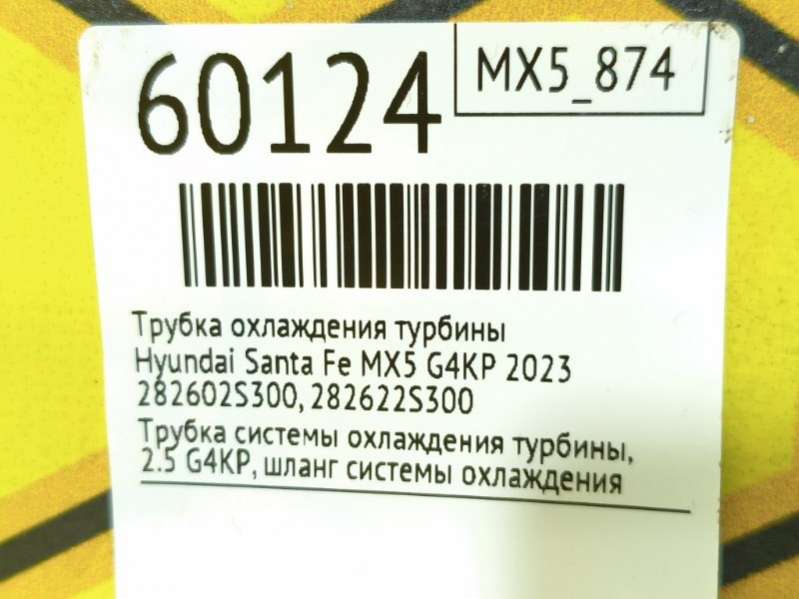 60124
MX5_874
Трубка охлаждения турбины
Hyundai Santa Fe MX5 G4KP 2023
282602S300, 282622S300
Трубка системы охлаждения турбины,
2.5 G4KP, шланг системы охлаждения